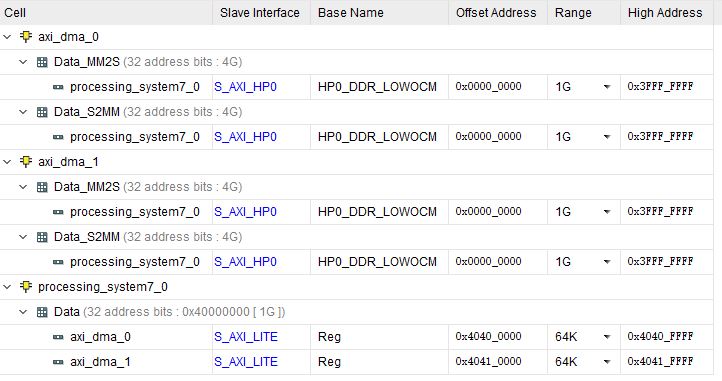 Cell Slave Interface Base Name Offset Address Range High Address
axi_dma_0
Data_MM2S (32 address bits : 4G)
processing_system7_0 S_AXI_HP0 HP0_DDR_LOWOCM 0x0000_0000 1G 0x3FFF_FFFF
Data_S2MM (32 address bits : 4G)
processing_system7_0 S_AXI_HP0 HP0_DDR_LOWOCM 0x0000_0000 1G 0x3FFF_FFFF
axi_dma_1
Data_MM2S (32 address bits : 4G)
processing_system7_0 S_AXI_HP0 HP0_DDR_LOWOCM 0x0000_0000 1G 0x3FFF_FFFF
Data_S2MM (32 address bits : 4G)
processing_system7_0 S_AXI_HP0 HP0_DDR_LOWOCM 0x0000_0000 1G 0x3FFF_FFFF
processing_system7_0
Data (32 address bits : 0x40000000 [ 1G ])
axi_dma_0 S_AXI_LITE Reg 0x4040_0000 64K 0x4040_FFFF
axi_dma_1 S_AXI_LITE Reg 0x4041_0000 64K 0x4041_FFFF